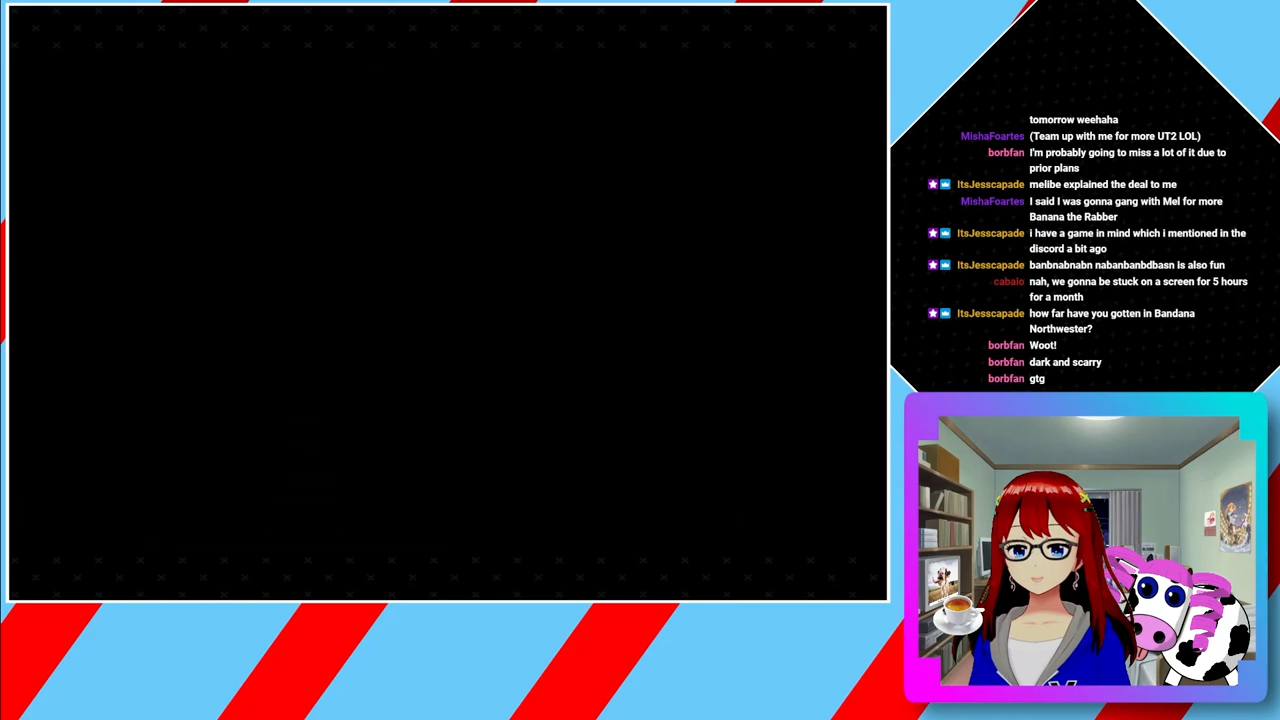 tomorrow weehaha
MishaFoartes (Team up with me for more UT2 LOL)
borbfan I'm probably going to miss a lot of it due to
prior plans
ItsJesscapade melibe explained the deal to me
MishaFoartes I said I was gonna gang with Mel for more
Banana the Rabber
ItsJesscapade i have a game in mind which i mentioned in the
discord a bit ago
ItsJesscapade banbnabnabn nabanbanbdbasn is also fun
cabalo nah, we gonna be stuck on a screen for 5 hours
for a month
ItsJesscapade how far have you gotten in Bandana
Northwester?
borbfan Woot!
borbfan dark and scarry
borbfan gtg